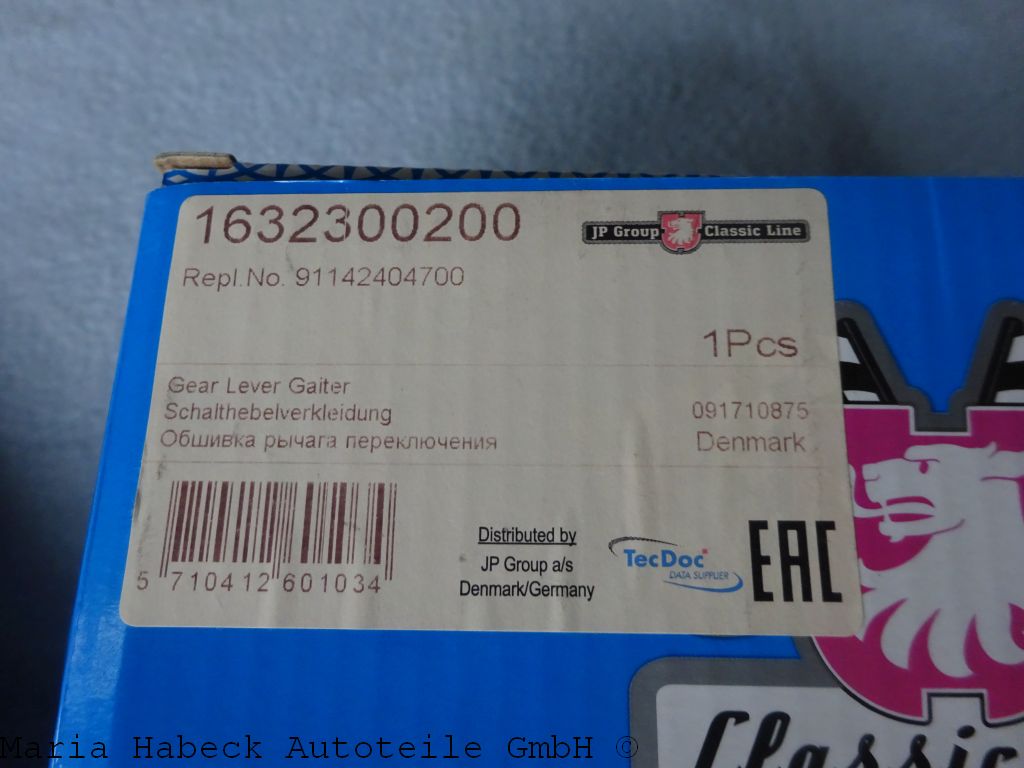 1632300200
JP Group Classic Line
Repl.No. 91142404700
1Pcs
Gear Lever Gaiter
Schalthebelverkleidung
091710875
Обшивка рычага переключения
Denmark
5 710412 601034
Distributed by
JP Group a/s
Denmark/Germany
TecDoc
DATA SUPPLIER
EAC
Classic
Maria Habeck Autoteile GmbH ©